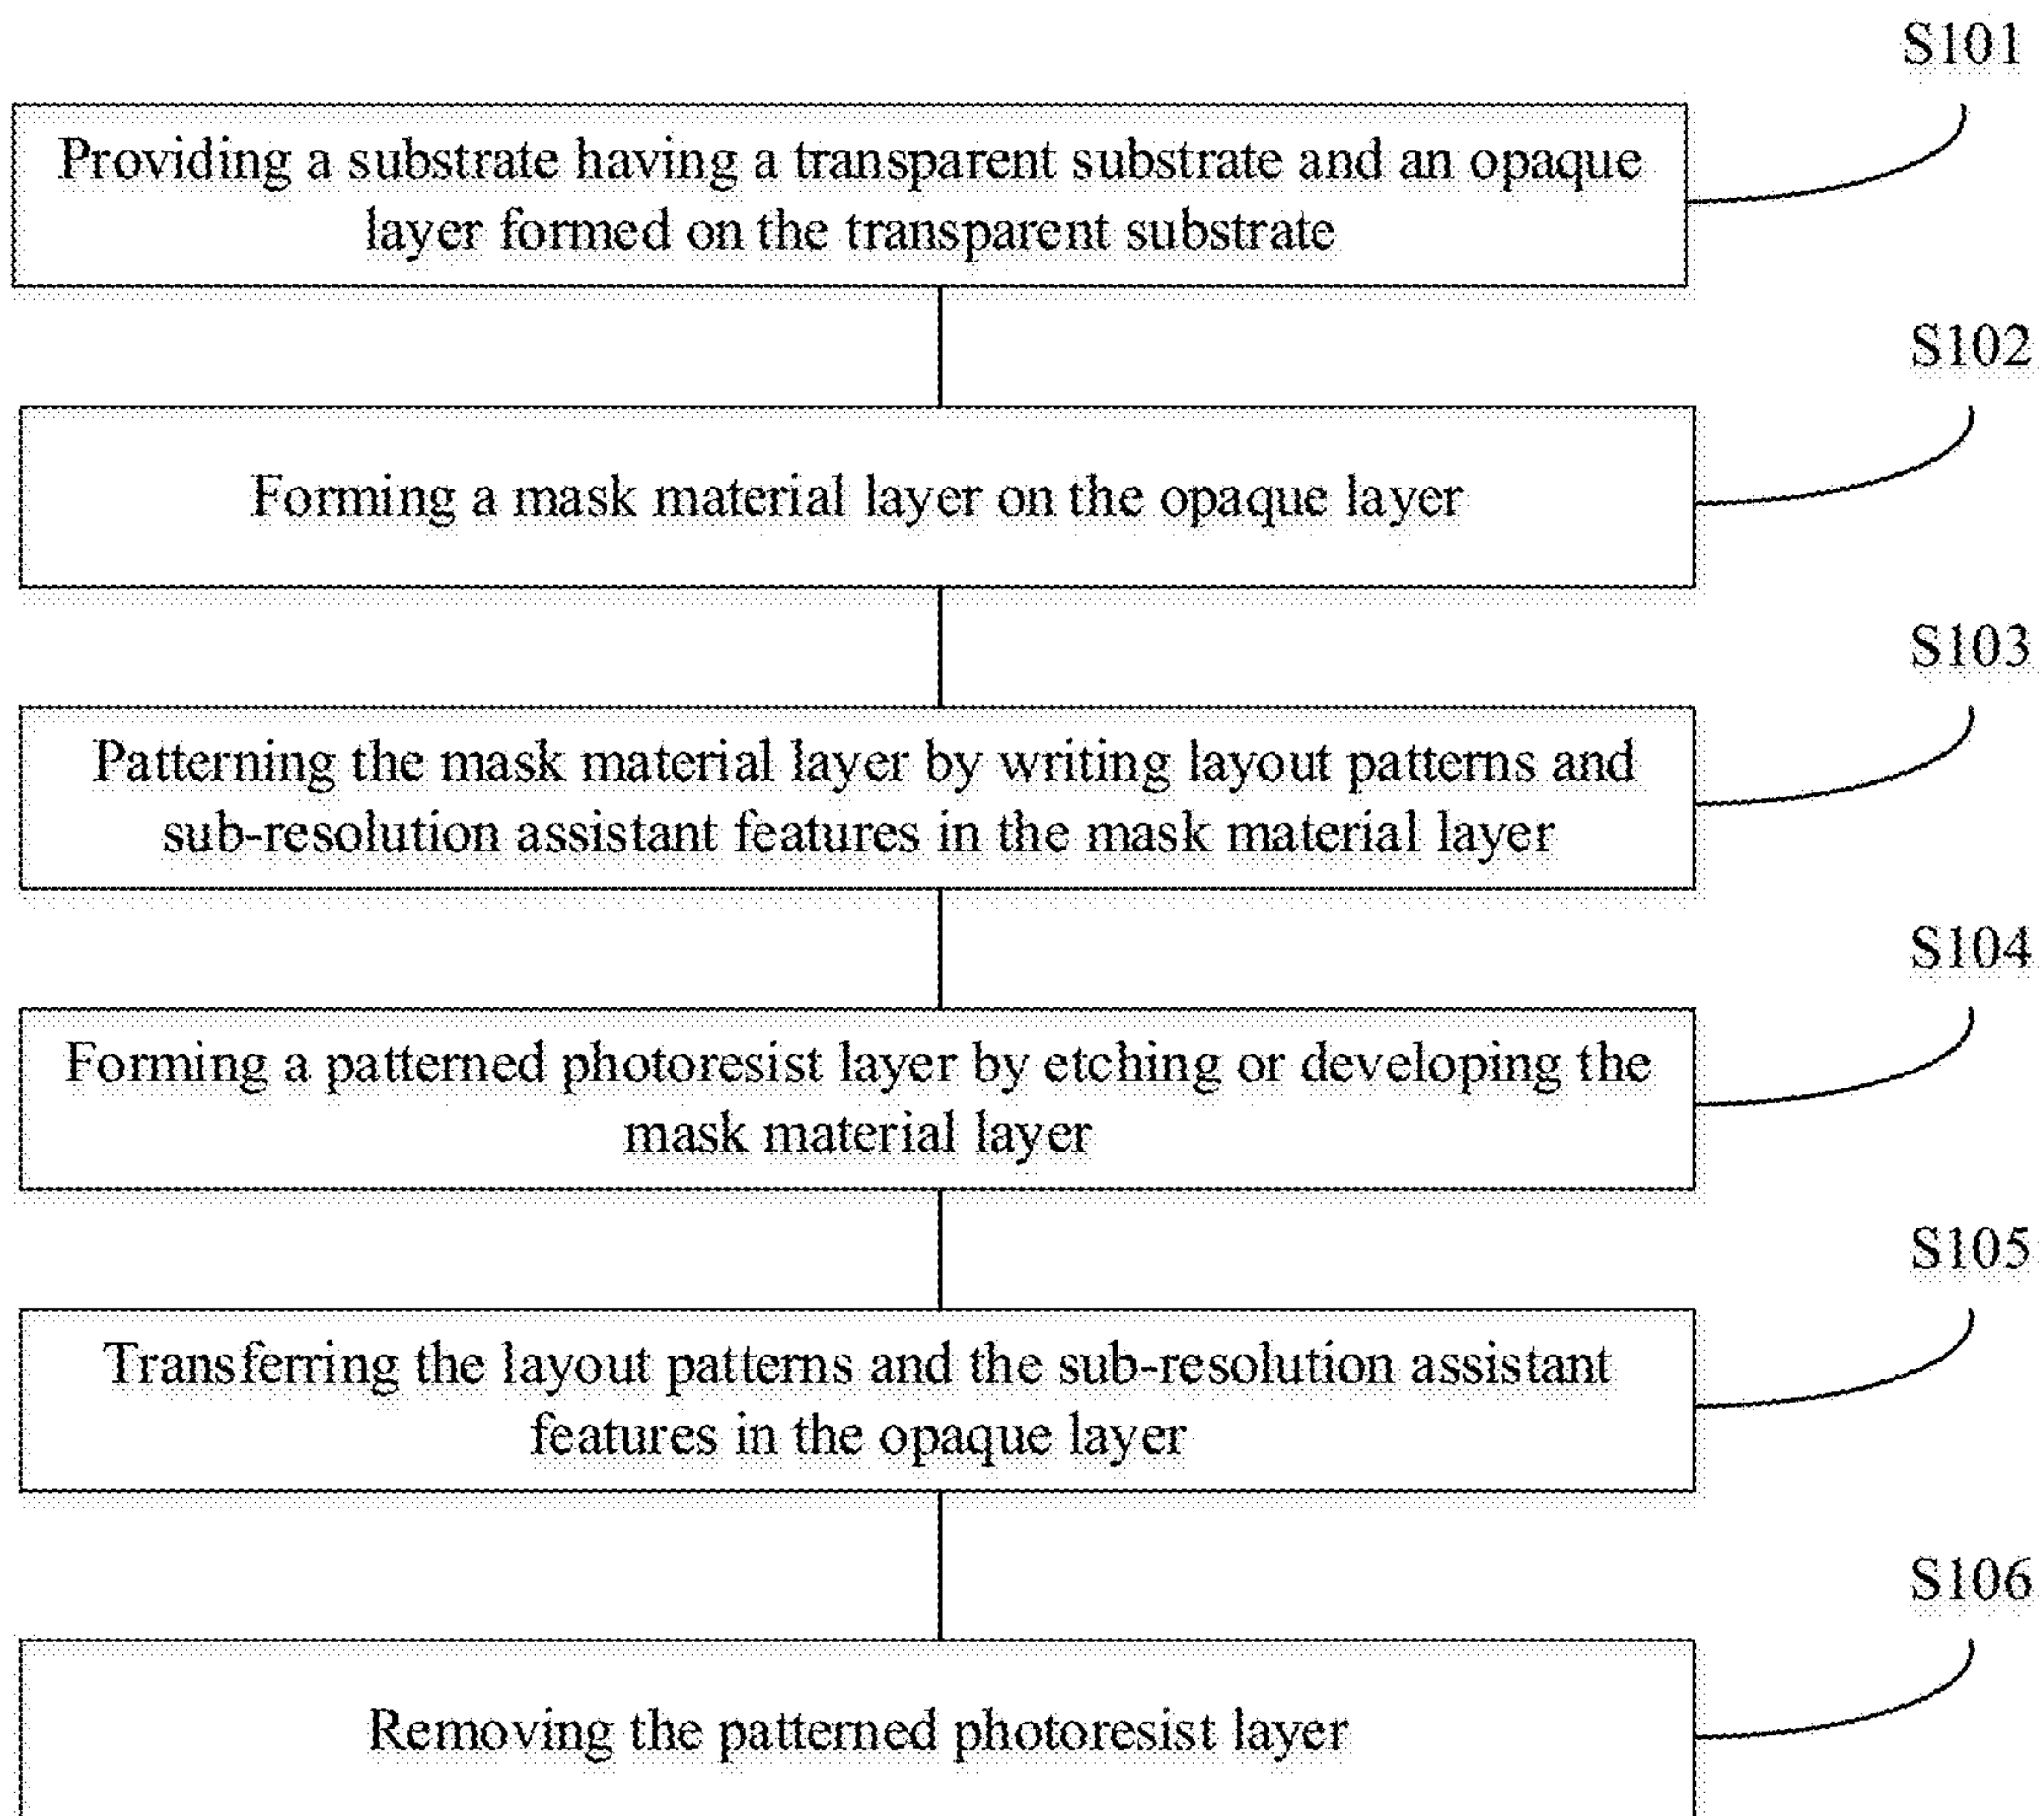 S101
Providing a substrate having a transparent substrate and an opaque
layer formed on the transparent substrate
S102
Forming a mask material layer on the opaque layer
S103
Patterning the mask material layer by writing layout patterns and
sub-resolution assistant features in the mask material layer
S104
Forming a patterned photoresist layer by etching or developing the
mask material layer
S105
Transferring the layout patterns and the sub-resolution assistant
features in the opaque layer
S106
Removing the patterned photoresist layer